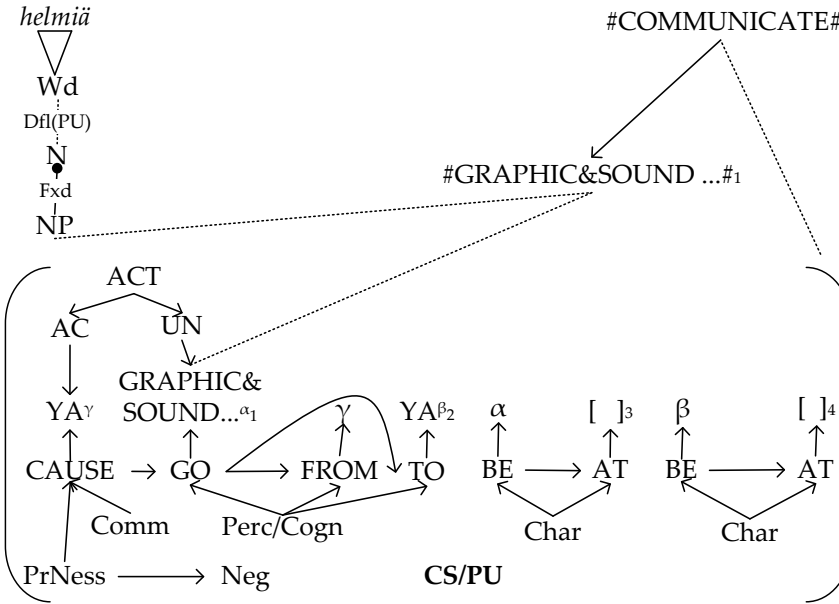 helmiä
#COMMUNICATE#
Wd
Dfl(PU)
N
#GRAPHIC&SOUND ...#1
Fxd
NP
ACT
AC UN
GRAPHIC&
YAγ SOUND...α1 γ YAβ2 α [ ]3 β [ ]4
CAUSE GO FROM TO BE AT BE AT
Comm Perc/Cogn Char Char
PrNess Neg CS/PU